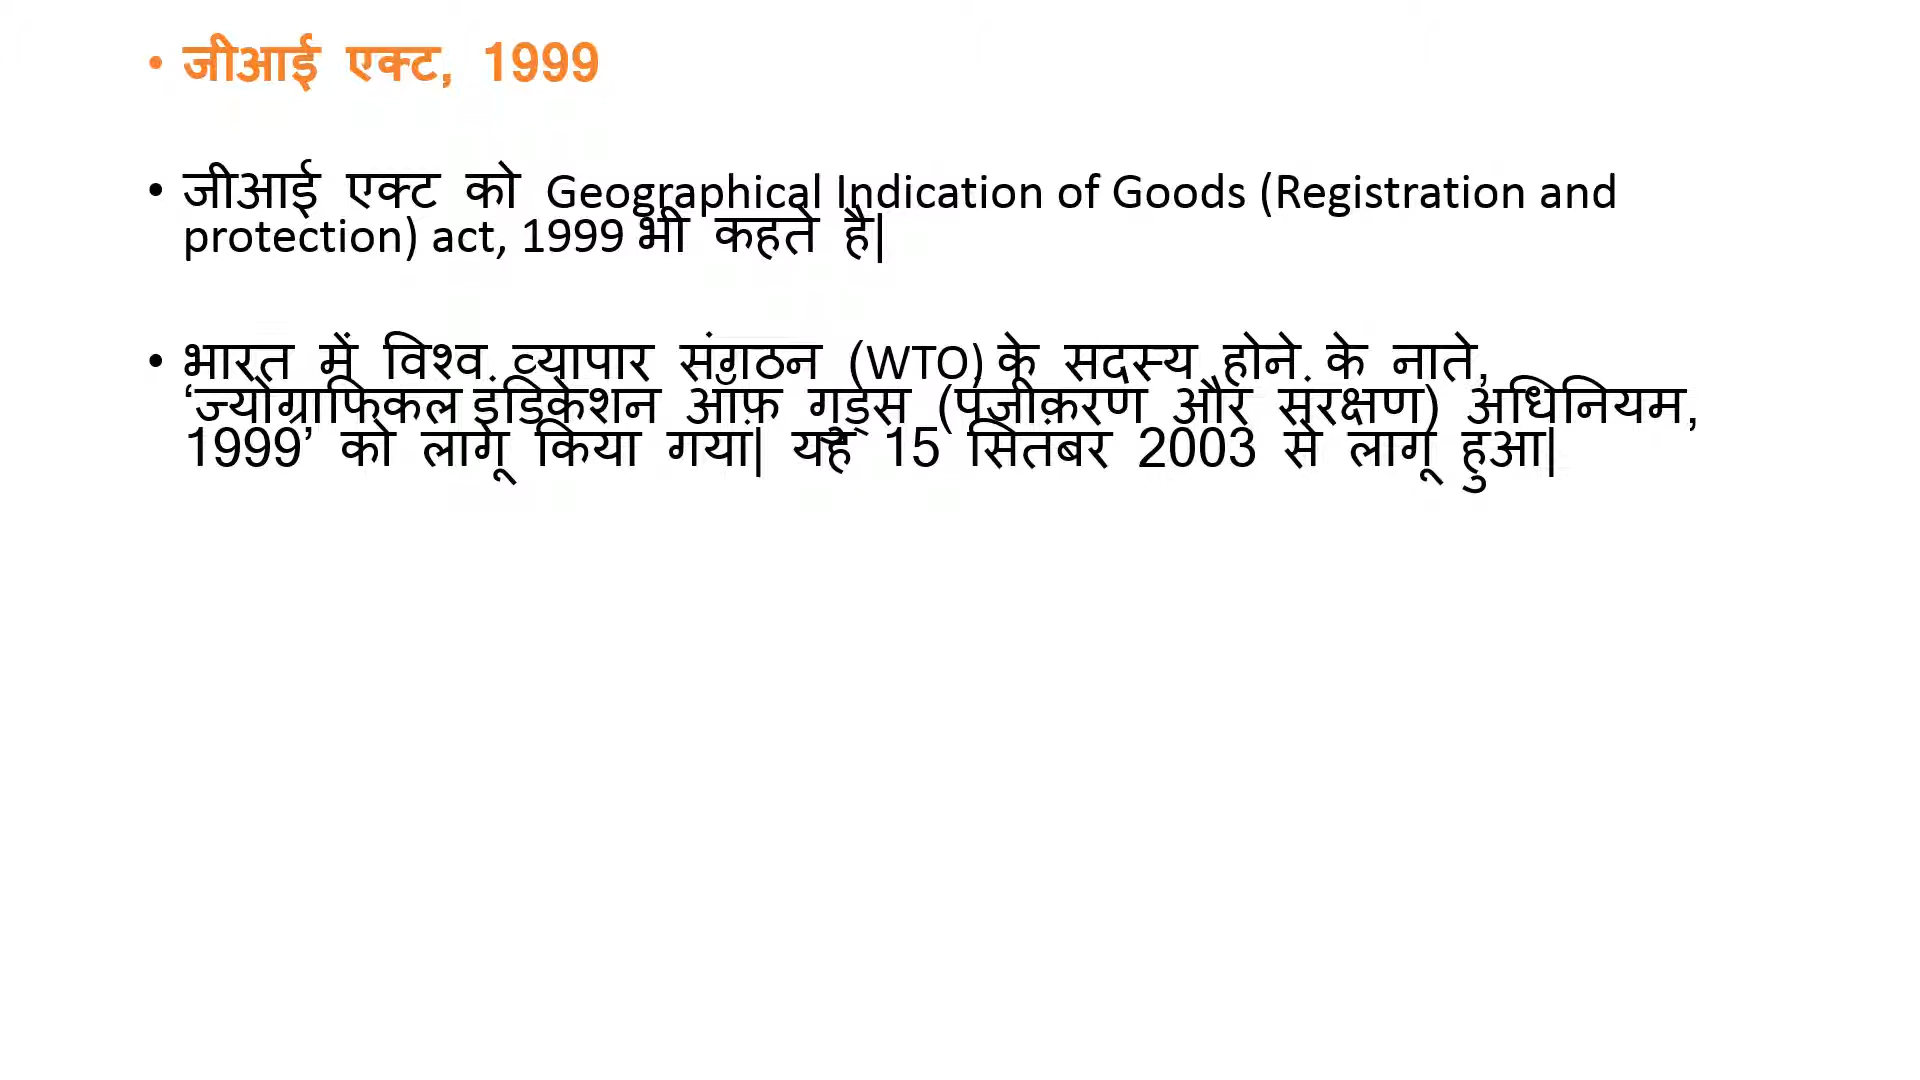 • जीआई एक्ट, 1999
• जीआई एक्ट को Geographical Indication of Goods (Registration and
protection) act, 1999 भी कहते है|
• भारत में विश्व व्यापार संगठन (WTO) के सदस्य होने के नाते,
‘ज्योग्राफिकल इंडिकेशन ऑफ़ गुड्स (पंजीकरण और संरक्षण) अधिनियम,
1999’ को लागू किया गया| यह 15 सितंबर 2003 से लागू हुआ|